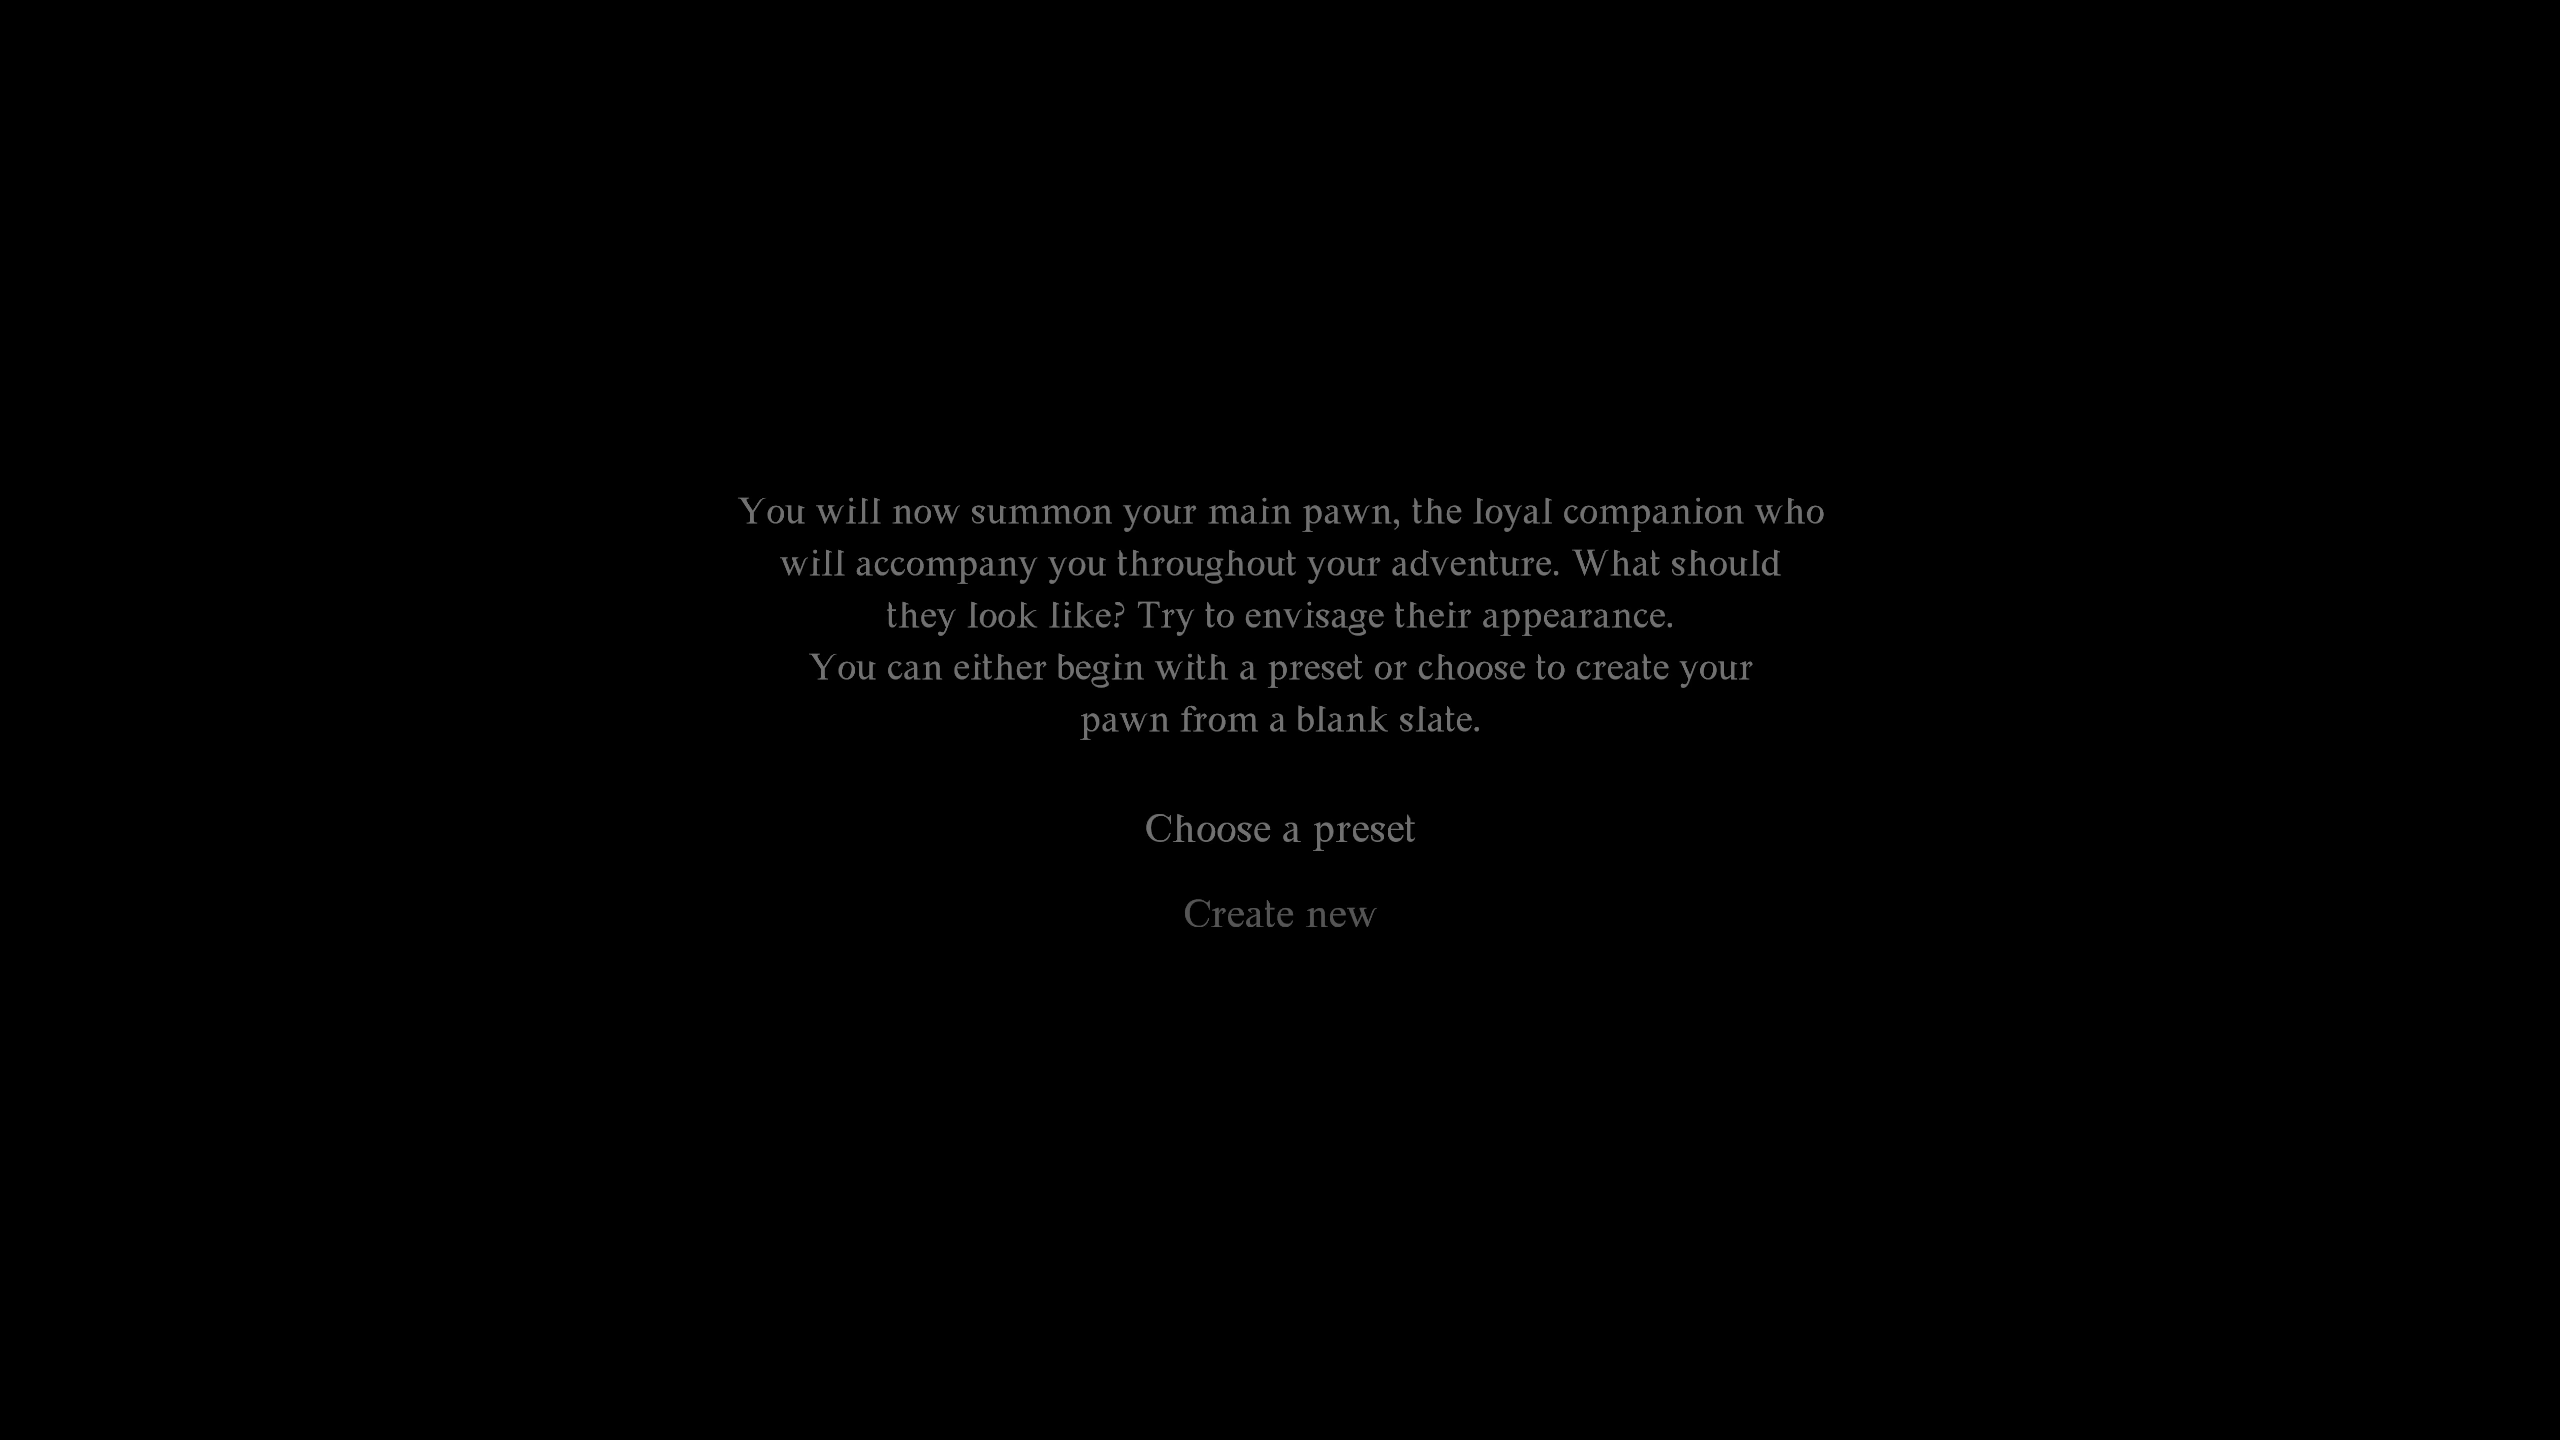 You will now summon your main pawn, the loyal companion who
will accompany you throughout your adventure. What should
they look like? Try to envisage their appearance.
You can either begin with a preset or choose to create your
pawn from a blank slate.
Choose a preset
Create new